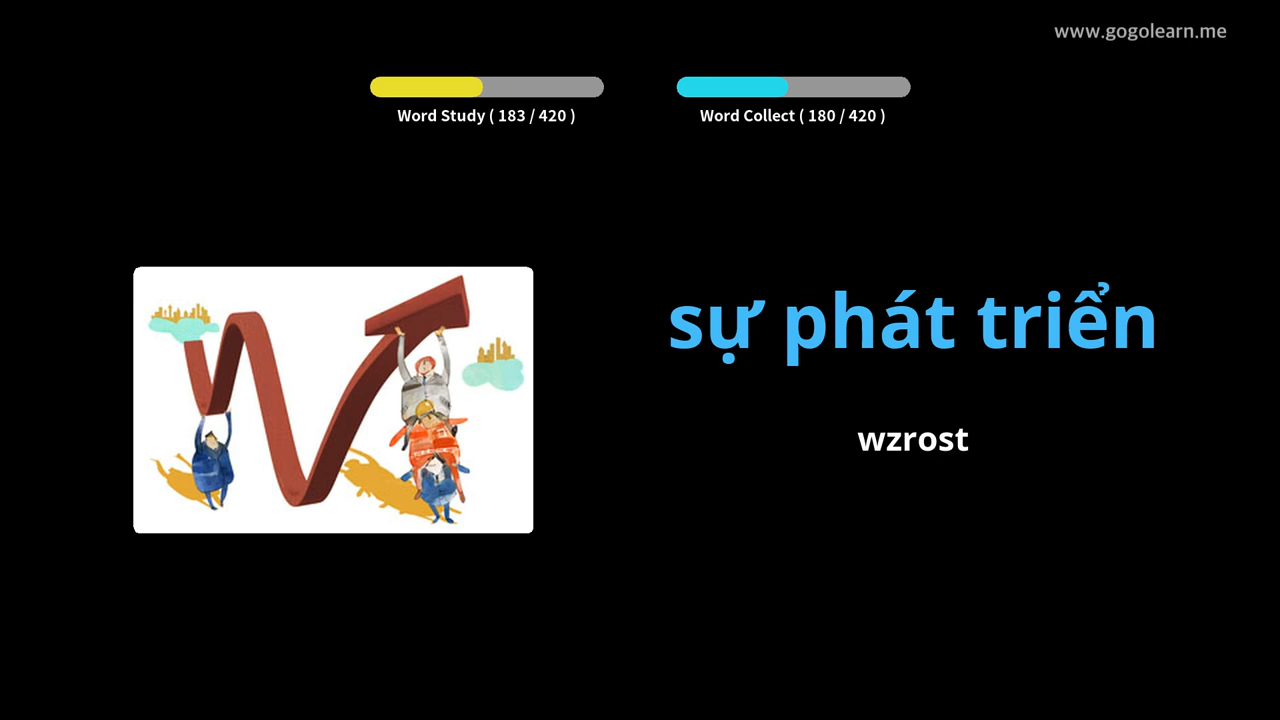 www.gogolearn.me
Word Study ( 183 / 420 )
Word Collect ( 180 / 420 )
sự phát triển
wzrost